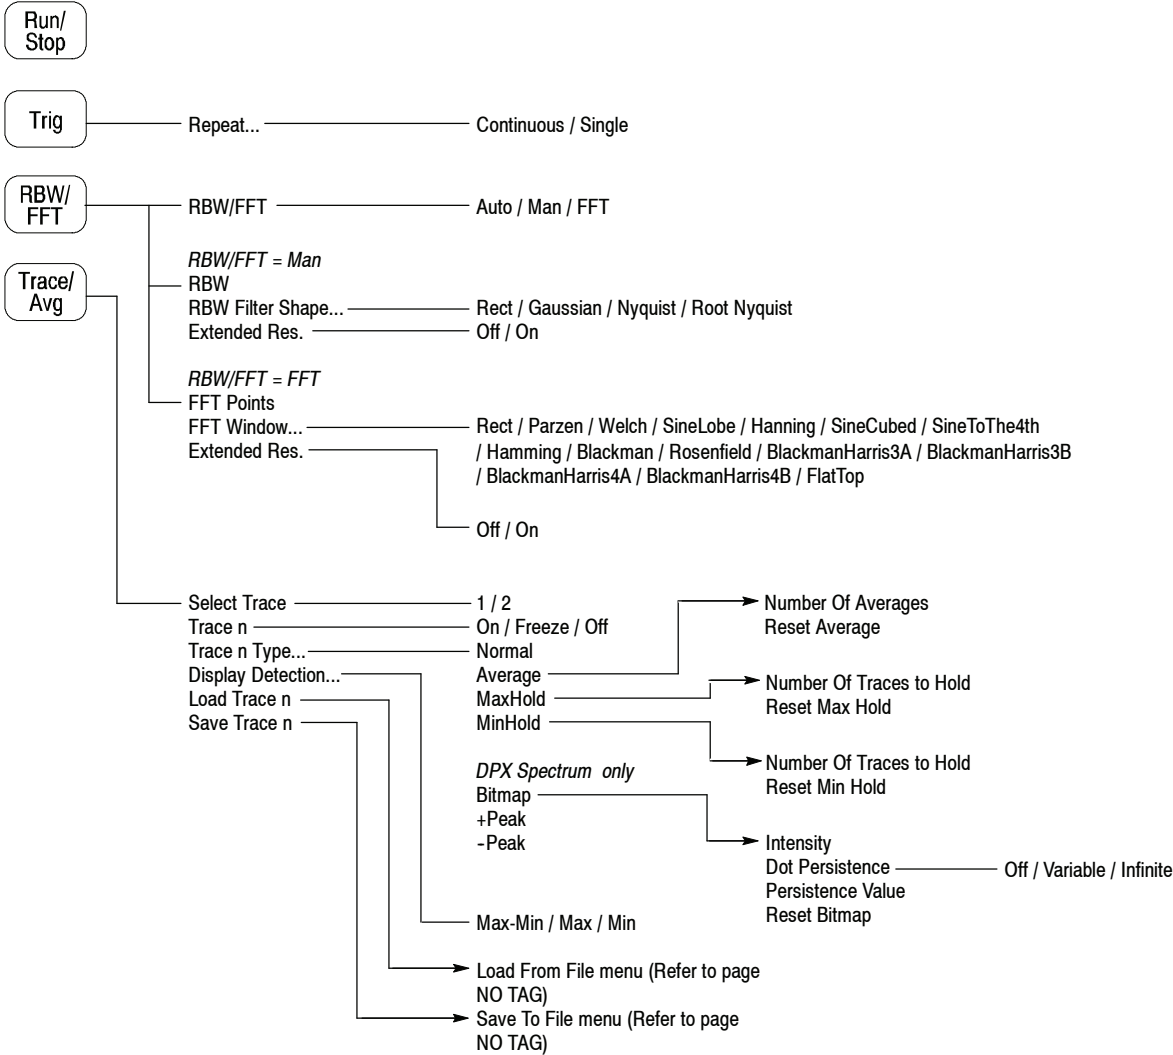 Run/
Stop
Trig
Repeat...
Continuous / Single
RBW/
FFT
RBW/FFT
Auto / Man / FFT
RBW/FFT = Man
RBW
RBW Filter Shape...
Rect / Gaussian / Nyquist / Root Nyquist
Extended Res.
Off / On
Trace/
Avg
RBW/FFT = FFT
FFT Points
FFT Window...
Rect / Parzen / Welch / SineLobe / Hanning / SineCubed / SineToThe4th
/ Hamming / Blackman / Rosenfield / BlackmanHarris3A / BlackmanHarris3B
/ BlackmanHarris4A / BlackmanHarris4B / FlatTop
Extended Res.
Off / On
Select Trace
1 / 2
Trace n
On / Freeze / Off
Trace n Type...
Normal
Average
MaxHold
MinHold
Number Of Averages
Reset Average
Number Of Traces to Hold
Reset Max Hold
Number Of Traces to Hold
Reset Min Hold
DPX Spectrum only
Bitmap
+Peak
-Peak
Intensity
Dot Persistence
Off / Variable / Infinite
Persistence Value
Reset Bitmap
Display Detection...
Max-Min / Max / Min
Load Trace n
Load From File menu (Refer to page
NO TAG)
Save Trace n
Save To File menu (Refer to page
NO TAG)